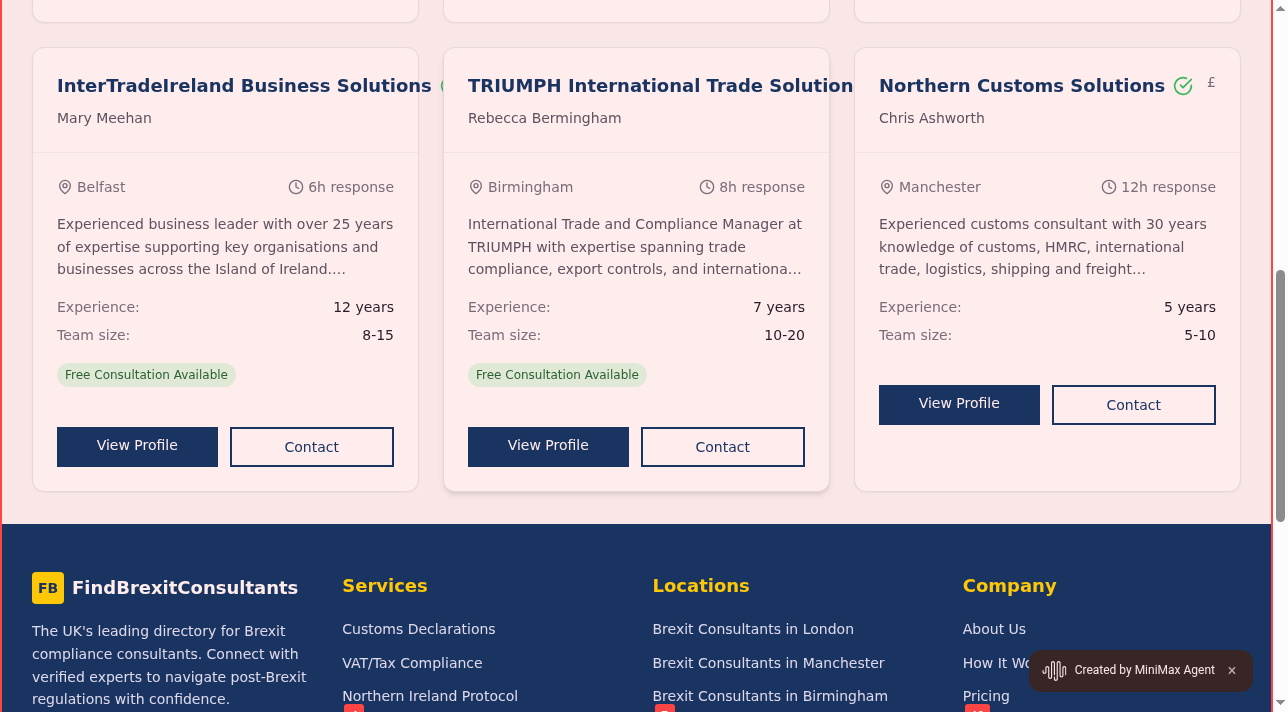 InterTradeIreland Business Solutions
Mary Meehan
Belfast
6h response
Experienced business leader with over 25 years
of expertise supporting key organisations and
businesses across the Island of Ireland....
Experience: 12 years
Team size: 8-15
Free Consultation Available
View Profile
Contact
TRIUMPH International Trade Solution
Rebecca Bermingham
Birmingham
8h response
International Trade and Compliance Manager at
TRIUMPH with expertise spanning trade
compliance, export controls, and internationa...
Experience: 7 years
Team size: 10-20
Free Consultation Available
View Profile
Contact
Northern Customs Solutions
£
Chris Ashworth
Manchester
12h response
Experienced customs consultant with 30 years
knowledge of customs, HMRC, international
trade, logistics, shipping and freight...
Experience: 5 years
Team size: 5-10
View Profile
Contact
FB
FindBrexitConsultants
The UK's leading directory for Brexit
compliance consultants. Connect with
verified experts to navigate post-Brexit
regulations with confidence.
Services
Customs Declarations
VAT/Tax Compliance
Northern Ireland Protocol
Locations
Brexit Consultants in London
Brexit Consultants in Manchester
Brexit Consultants in Birmingham
Company
About Us
How It
Pricing
Created by MiniMax Agent